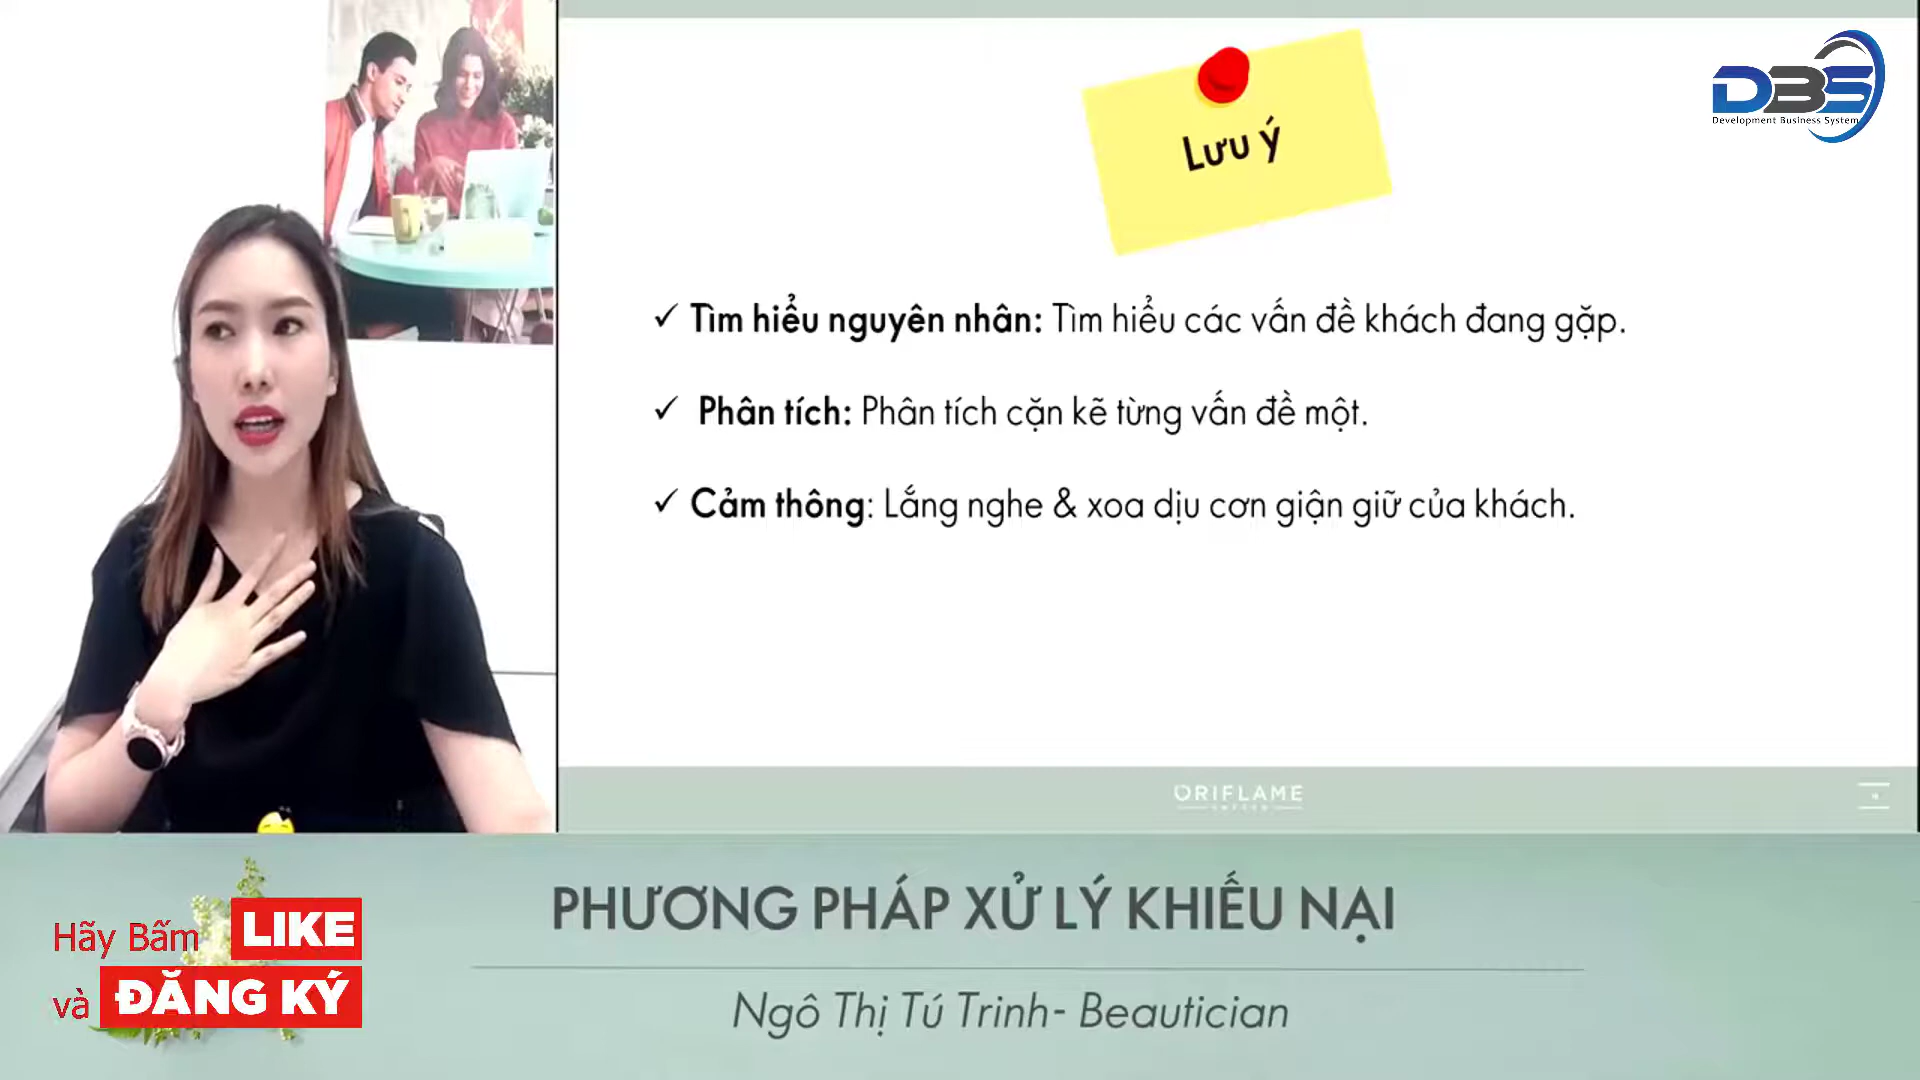 DBS
Development Business System
Lưu ý
✓ Tìm hiểu nguyên nhân: Tìm hiểu các vấn đề khách đang gặp.
✓ Phân tích: Phân tích cặn kẽ từng vấn đề một.
✓ Cảm thông: Lắng nghe & xoa dịu cơn giận giữ của khách.
ORIFLAME
PHƯƠNG PHÁP XỬ LÝ KHIẾU NẠI
Ngô Thị Tú Trinh- Beautician
Hãy Bấm LIKE
và ĐĂNG KÝ